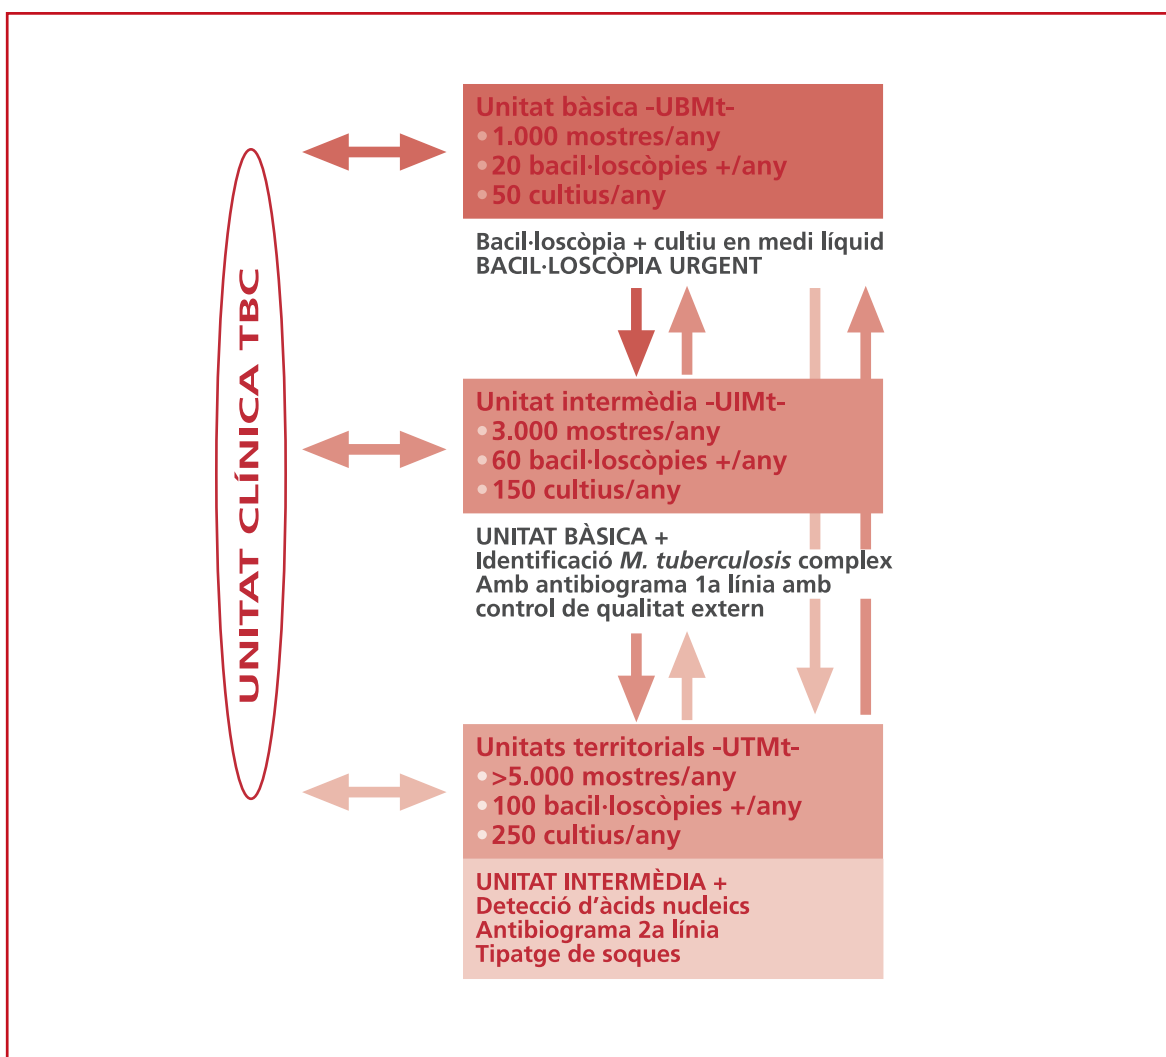 UNITAT CLÍNICA TBC
Unitat bàsica -UBMt-
• 1.000 mostres/any
• 20 bacil·loscòpies +/any
• 50 cultius/any
Bacil·loscòpia + cultiu en medi líquid
BACIL·LOSCÒPIA URGENT
Unitat intermèdia -UIMt-
• 3.000 mostres/any
• 60 bacil·loscòpies +/any
• 150 cultius/any
UNITAT BÀSICA +
Identificació M. tuberculosis complex
Amb antibiograma 1a línia amb
control de qualitat extern
Unitats territorials -UTMt-
• >5.000 mostres/any
• 100 bacil·loscòpies +/any
• 250 cultius/any
UNITAT INTERMÈDIA +
Detecció d'àcids nucleics
Antibiograma 2a línia
Tipatge de soques